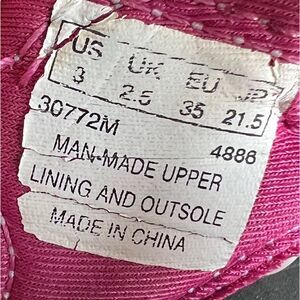 US UK EU JP
3 2.5 35 21.5
30772M 4886
MAN-MADE UPPER
LINING AND OUTSOLE
MADE IN CHINA